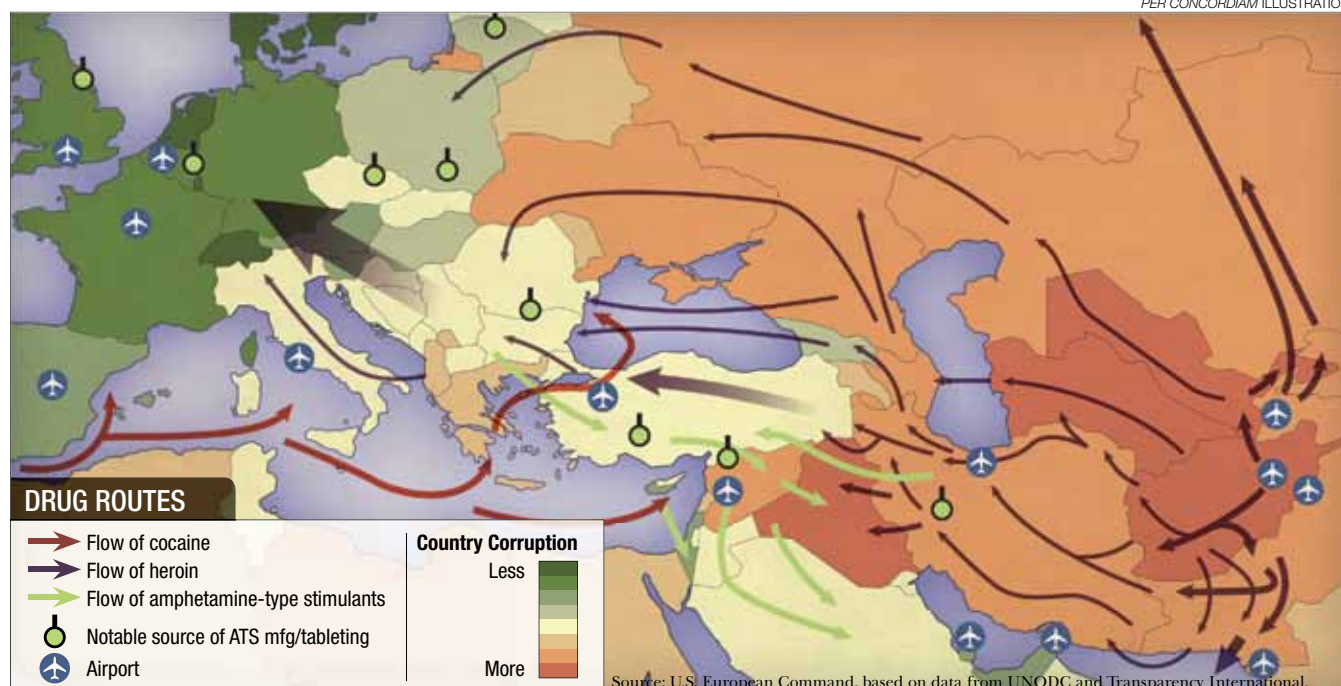 PER CONCORDIAM ILLUSTRATIO
DRUG ROUTES
Flow of cocaine
Flow of heroin
Flow of amphetamine-type stimulants
Notable source of ATS mfg/tableting
Airport
Country Corruption
Less
More
Source: U.S. European Command, based on data from UNODC and Transparency International.